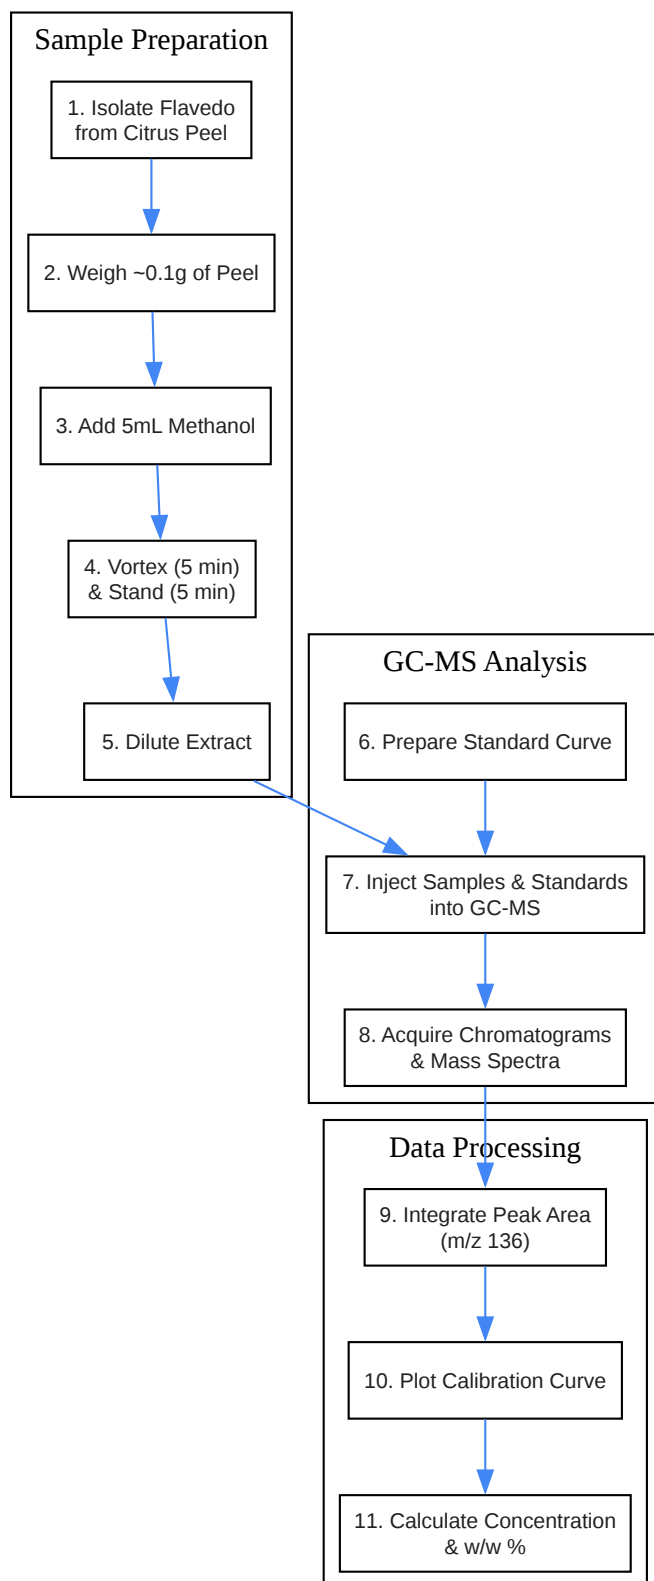 Sample Preparation
1. Isolate Flavedo
from Citrus Peel
2. Weigh ~0.1g of Peel
3. Add 5mL Methanol
4. Vortex (5 min)
& Stand (5 min)
5. Dilute Extract
GC-MS Analysis
6. Prepare Standard Curve
7. Inject Samples & Standards
into GC-MS
8. Acquire Chromatograms
& Mass Spectra
Data Processing
9. Integrate Peak Area
(m/z 136)
10. Plot Calibration Curve
11. Calculate Concentration
& w/w %